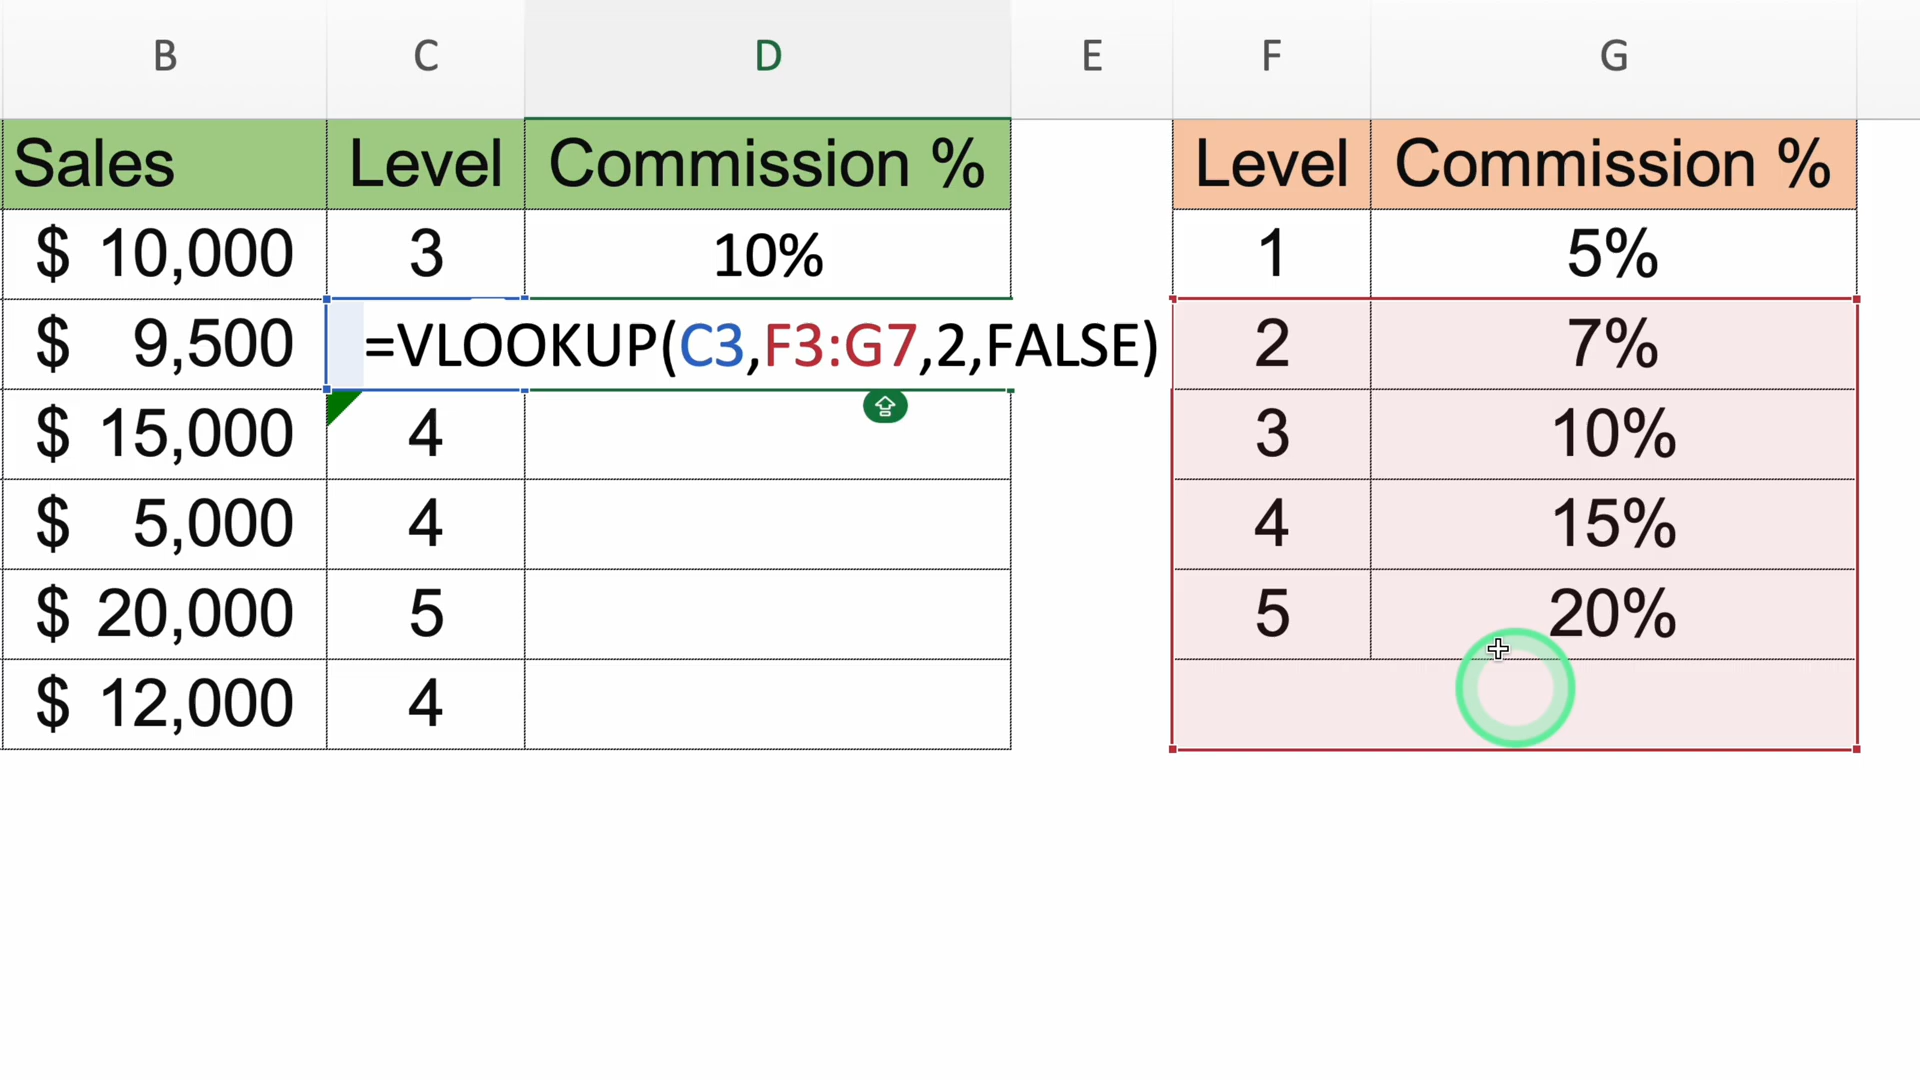 B C D E F G
Sales Level Commission % Level Commission %
$ 10,000 3 10% 1 5%
$ 9,500 =VLOOKUP(C3,F3:G7,2,FALSE) 2 7%
$ 15,000 4 3 10%
$ 5,000 4 4 15%
$ 20,000 5 5 20%
$ 12,000 4